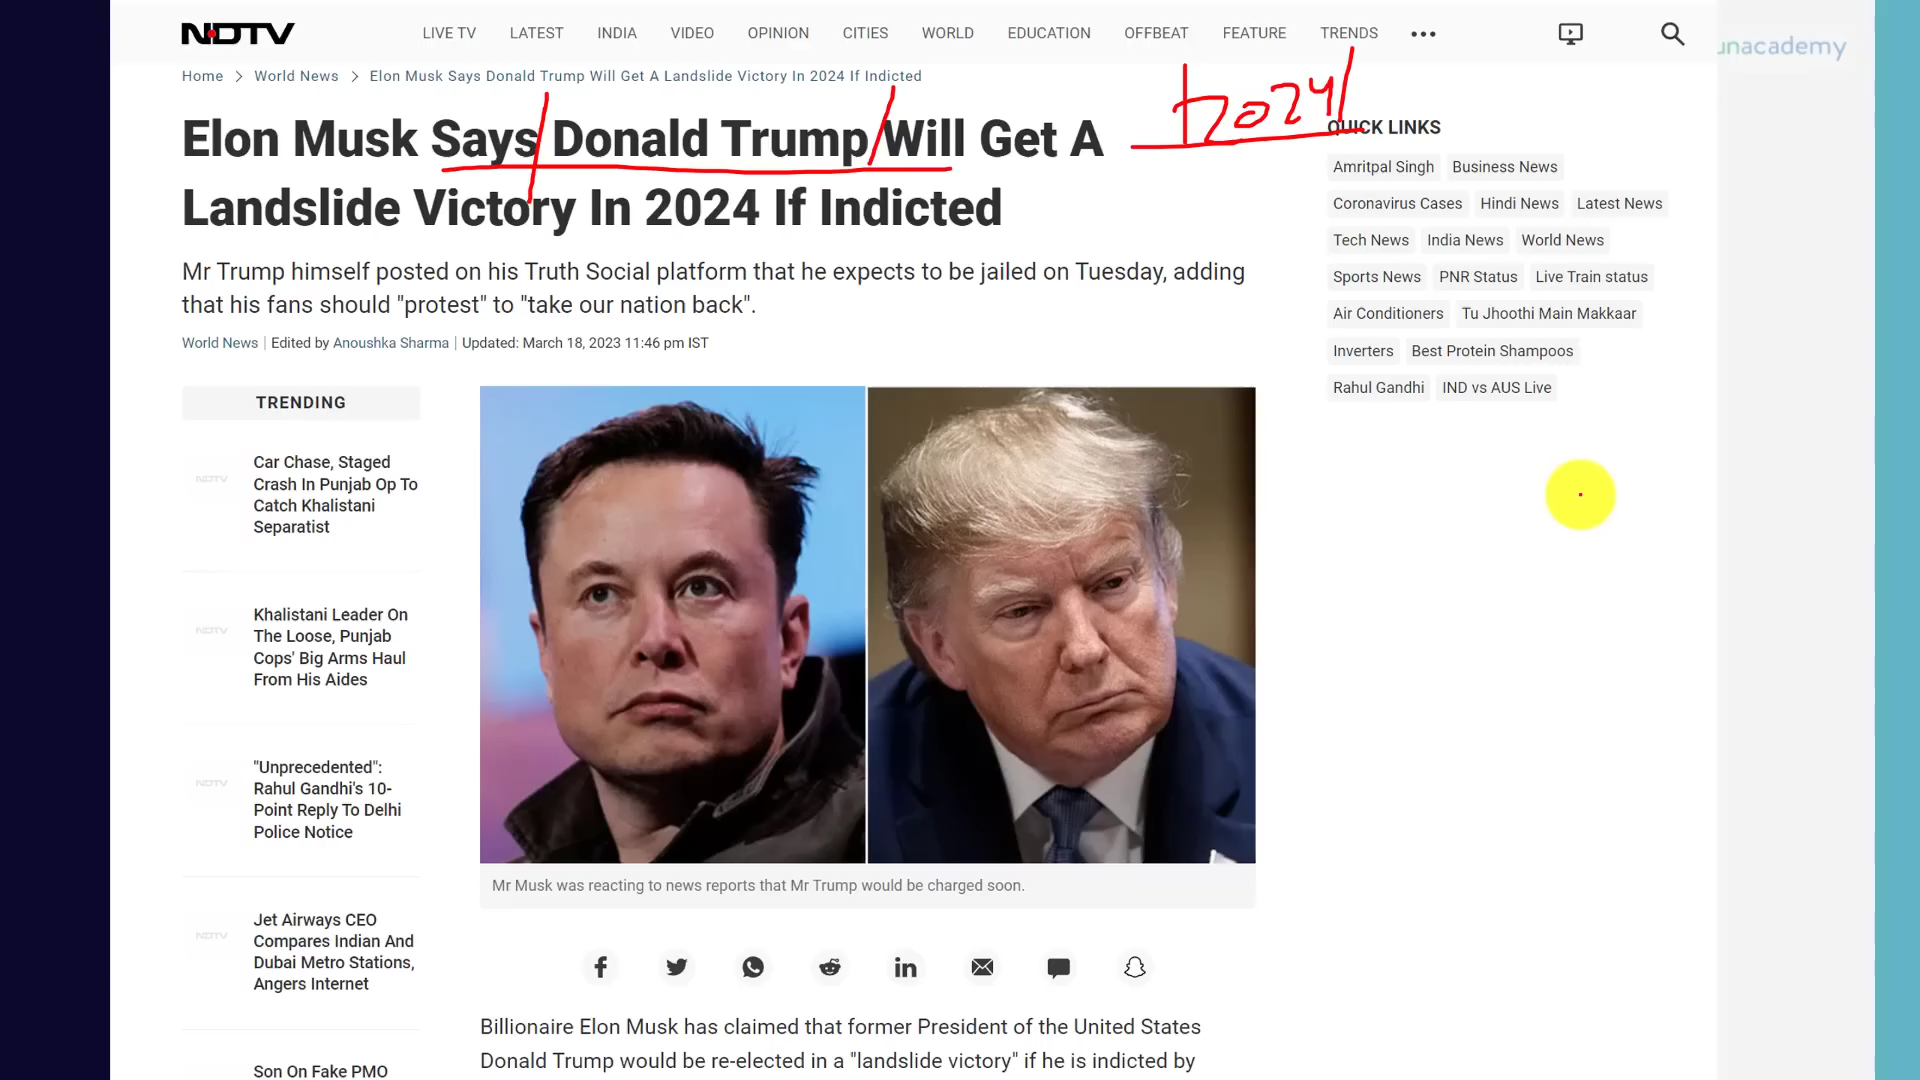 NDTV
LIVE TV LATEST INDIA VIDEO OPINION CITIES WORLD EDUCATION OFFBEAT FEATURE TRENDS
unacademy
Home > World News > Elon Musk Says Donald Trump Will Get A Landslide Victory In 2024 If Indicted
Elon Musk Says Donald Trump Will Get A
Landslide Victory In 2024 If Indicted
2024
Mr Trump himself posted on his Truth Social platform that he expects to be jailed on Tuesday, adding
that his fans should "protest" to "take our nation back".
World News | Edited by Anoushka Sharma | Updated: March 18, 2023 11:46 pm IST
QUICK LINKS
Amritpal Singh Business News
Coronavirus Cases Hindi News Latest News
Tech News India News World News
Sports News PNR Status Live Train status
Air Conditioners Tu Jhoothi Main Makkaar
Inverters Best Protein Shampoos
Rahul Gandhi IND vs AUS Live
TRENDING
NDTV
Car Chase, Staged
Crash In Punjab Op To
Catch Khalistani
Separatist
NDTV
Khalistani Leader On
The Loose, Punjab
Cops' Big Arms Haul
From His Aides
NDTV
"Unprecedented":
Rahul Gandhi's 10-
Point Reply To Delhi
Police Notice
NDTV
Jet Airways CEO
Compares Indian And
Dubai Metro Stations,
Angers Internet
Son On Fake PMO
Mr Musk was reacting to news reports that Mr Trump would be charged soon.
Billionaire Elon Musk has claimed that former President of the United States
Donald Trump would be re-elected in a "landslide victory" if he is indicted by